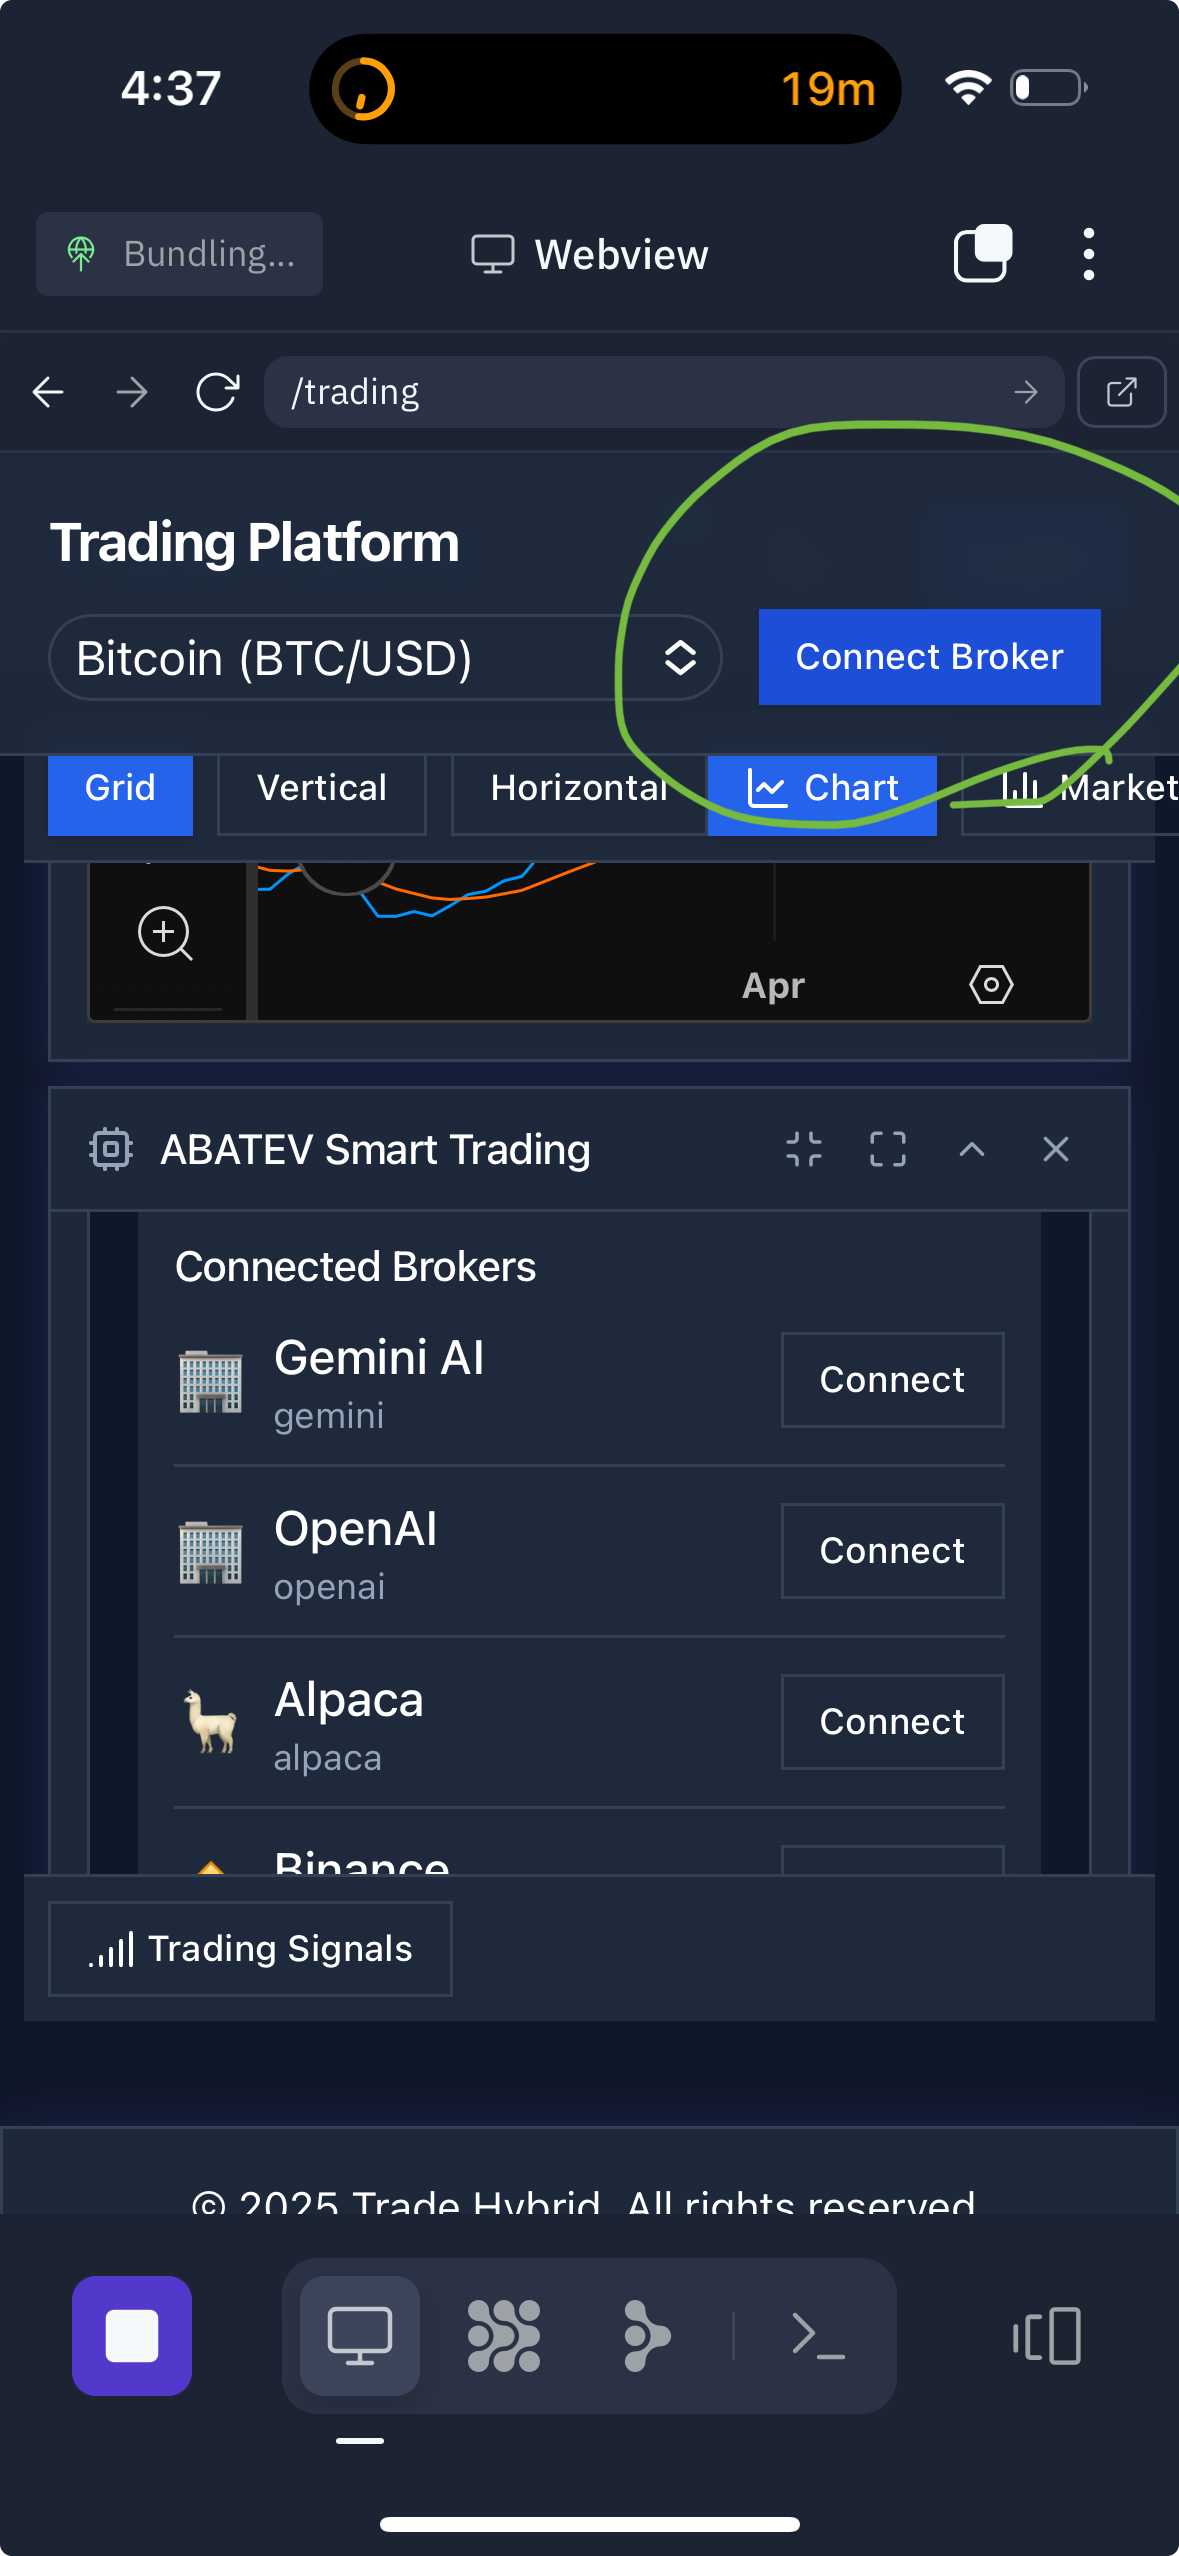 4:37
19m
Bundling...
Webview
/trading
Trading Platform
Bitcoin (BTC/USD)
Connect Broker
Grid
Vertical
Horizontal
Chart
Market
Apr
ABATEV Smart Trading
Connected Brokers
Gemini AI
gemini
Connect
OpenAI
openai
Connect
Alpaca
alpaca
Connect
Binance
Trading Signals
© 2025 Trade Hybrid. All rights reserved